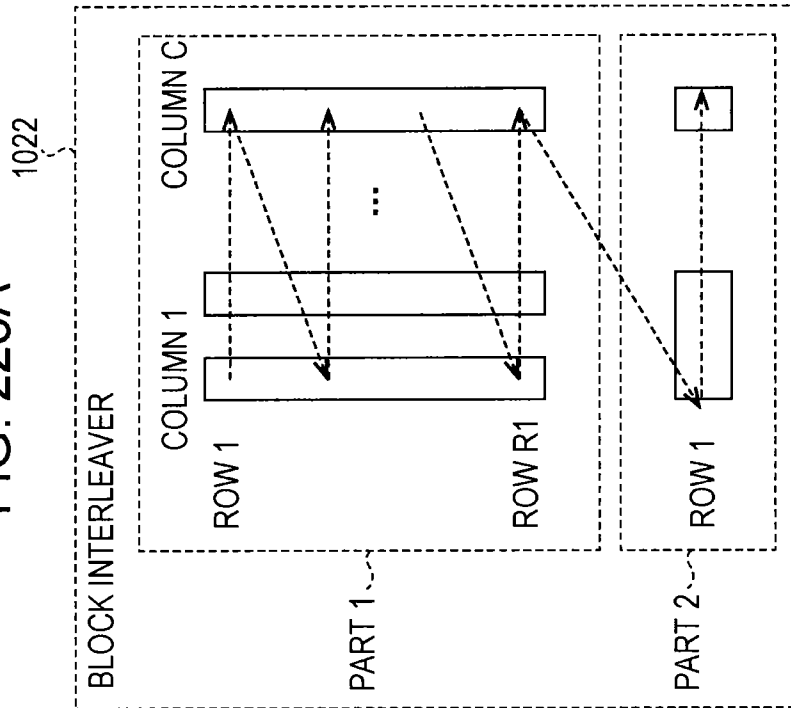 1022
BLOCK INTERLEAVER
COLUMN 1
COLUMN C
ROW 1
...
ROW R1
PART 1
ROW 1
PART 2